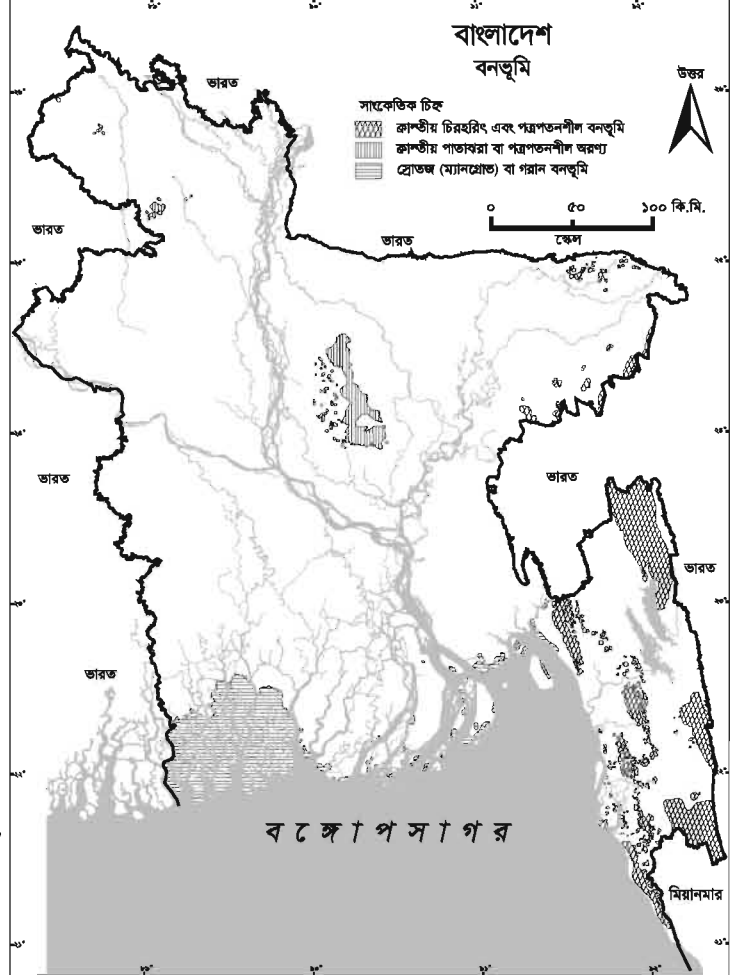 বাংলাদেশ
বনভূমি
উত্তর
সাংকেতিক চিহ্ন
ক্রান্তীয় চিরহরিৎ এবং পত্রপতনশীল বনভূমি
ক্রান্তীয় পাতাঝরা বা পত্রপতনশীল অরণ্য
স্রোতজ (ম্যানগ্রোভ) বা গরান বনভূমি
০ ৫০ ১০০ কি.মি.
স্কেল
ভারত
ভারত
ভারত
ভারত
ভারত
ভারত
ভারত
বঙ্গোপসাগর
মিয়ানমার